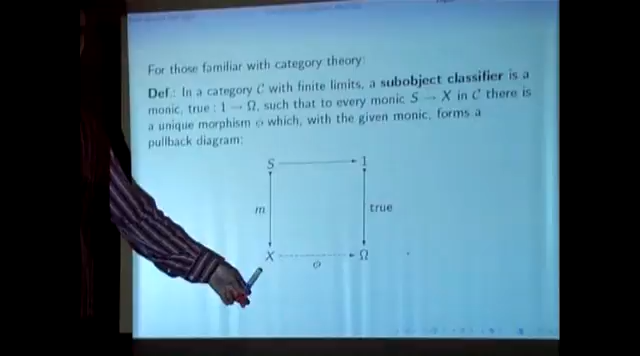 For those familiar with category theory:
Def.: In a category C with finite limits, a subobject classifier is a
monic, true : 1 → Ω, such that to every monic S → X in C there is
a unique morphism ϕ which, with the given monic, forms a
pullback diagram:
S 1
m true
X Ω
ϕ